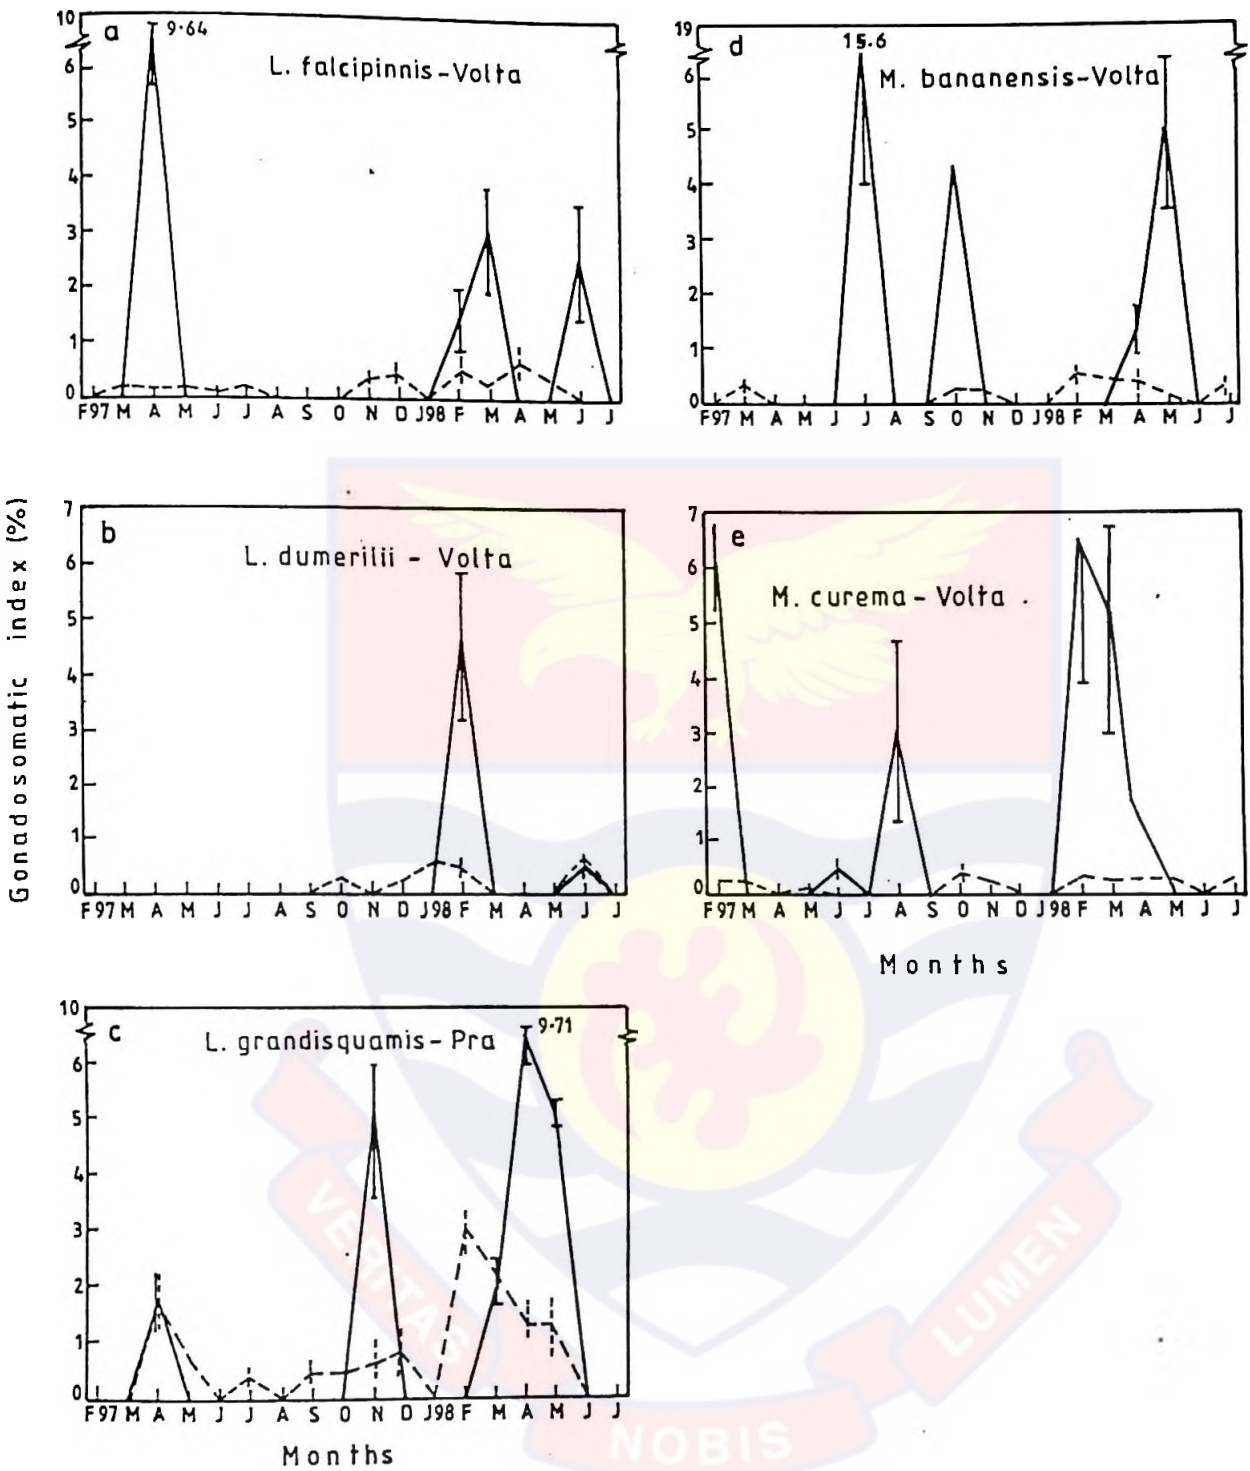 Gonadosomatic index (%)
a
9·64
L. falcipinnis-Volta
10
6
5
4
3
2
1
0
F97 M A M J J A S O N D J98 F M A M J J
d
15.6
M. bananensis-Volta
19
6
5
4
3
2
1
0
F97 M A M J J A S O N D J98 F M A M J J
b
L. dumerilii - Volta
7
6
5
4
3
2
1
0
F97 M A M J J A S O N D J98 F M A M J J
e
M. curema - Volta
7
6
5
4
3
2
1
0
F97 M A M J J A S O N D J98 F M A M J J
Months
c
L. grandisquamis - Pra
9·71
10
6
5
4
3
2
1
0
F97 M A M J J A S O N D J98 F M A M J J
Months
VERITAS
NOBIS
LUMEN